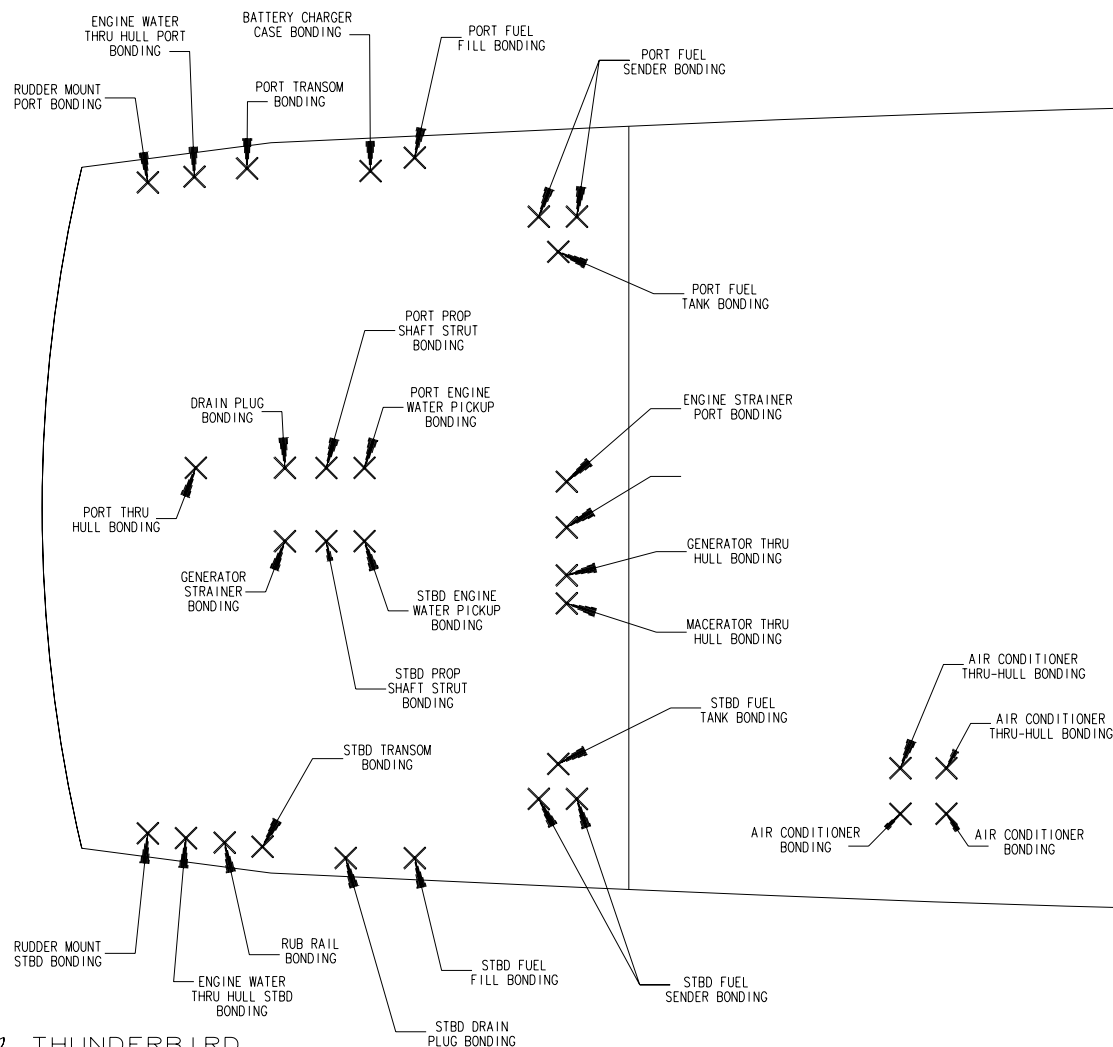 ENGINE WATER
THRU HULL PORT
BONDING
BATTERY CHARGER
CASE BONDING
PORT FUEL
FILL BONDING
PORT FUEL
SENDER BONDING
RUDDER MOUNT
PORT BONDING
PORT TRANSOM
BONDING
PORT FUEL
TANK BONDING
PORT PROP
SHAFT STRUT
BONDING
DRAIN PLUG
BONDING
PORT ENGINE
WATER PICKUP
BONDING
ENGINE STRAINER
PORT BONDING
PORT THRU
HULL BONDING
GENERATOR THRU
HULL BONDING
GENERATOR
STRAINER
BONDING
STBD ENGINE
WATER PICKUP
BONDING
MACERATOR THRU
HULL BONDING
STBD PROP
SHAFT STRUT
BONDING
AIR CONDITIONER
THRU-HULL BONDING
STBD FUEL
TANK BONDING
AIR CONDITIONER
THRU-HULL BONDING
STBD TRANSOM
BONDING
AIR CONDITIONER
BONDING
AIR CONDITIONER
BONDING
RUDDER MOUNT
STBD BONDING
RUB RAIL
BONDING
ENGINE WATER
THRU HULL STBD
BONDING
STBD FUEL
FILL BONDING
STBD FUEL
SENDER BONDING
STBD DRAIN
PLUG BONDING
THUNDERBIRD